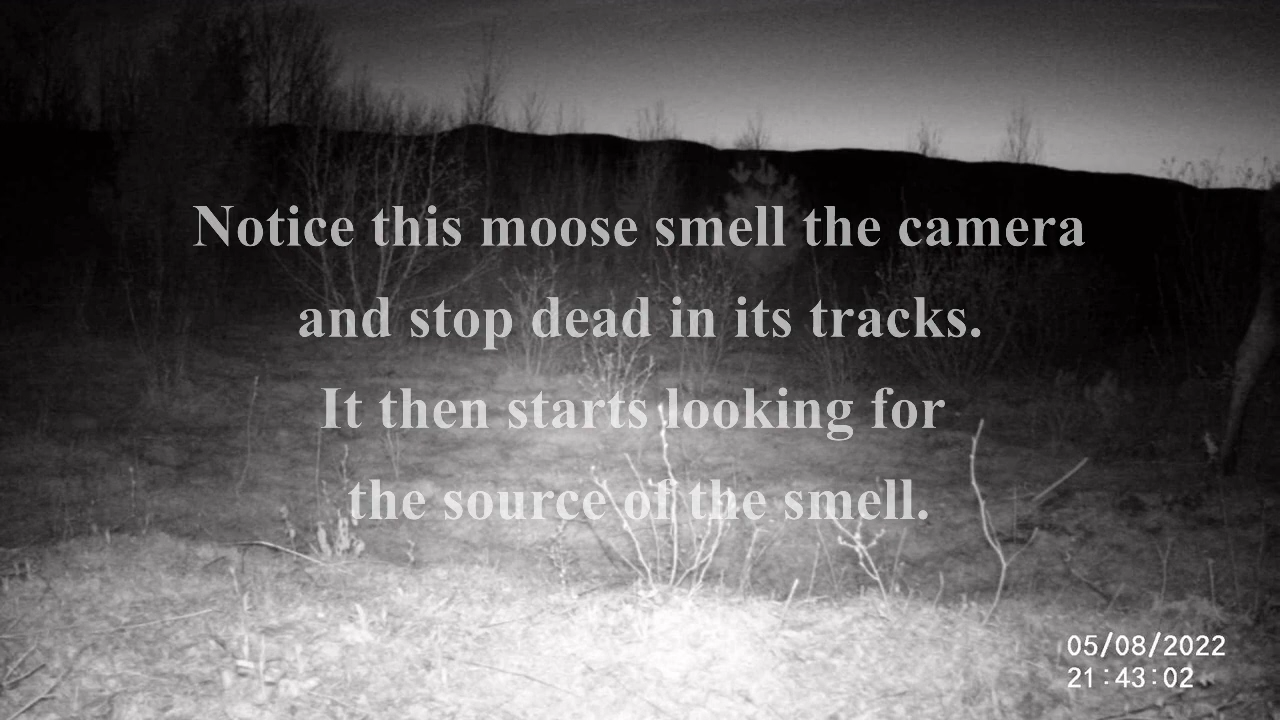 Notice this moose smell the camera
and stop dead in its tracks.
It then starts looking for
the source of the smell.
05/08/2022
21:43:02